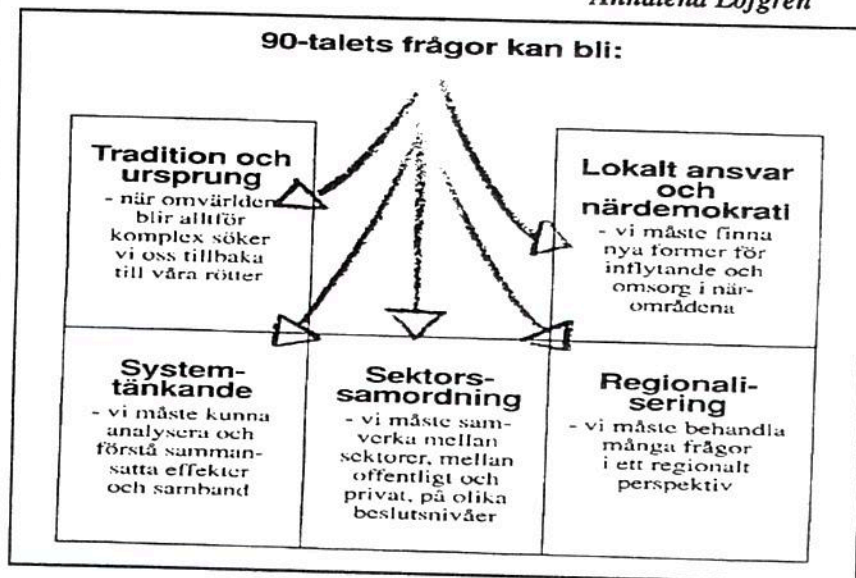 Annalena Löfgren
90-talets frågor kan bli:
Tradition och
ursprung
- när omvärlden
blir alltför
komplex söker
vi oss tillbaka
till våra rötter
Lokalt ansvar
och
närdemokrati
- vi måste finna
nya former för
inflytande och
omsorg i när-
områdena
System-
tänkande
- vi måste kunna
analysera och
förstå samman-
satta effekter
och samband
Sektors-
samordning
- vi måste sam-
verka mellan
sektorer, mellan
offentligt och
privat, på olika
beslutsnivåer
Regionali-
sering
- vi måste behandla
många frågor
i ett regionalt
perspektiv